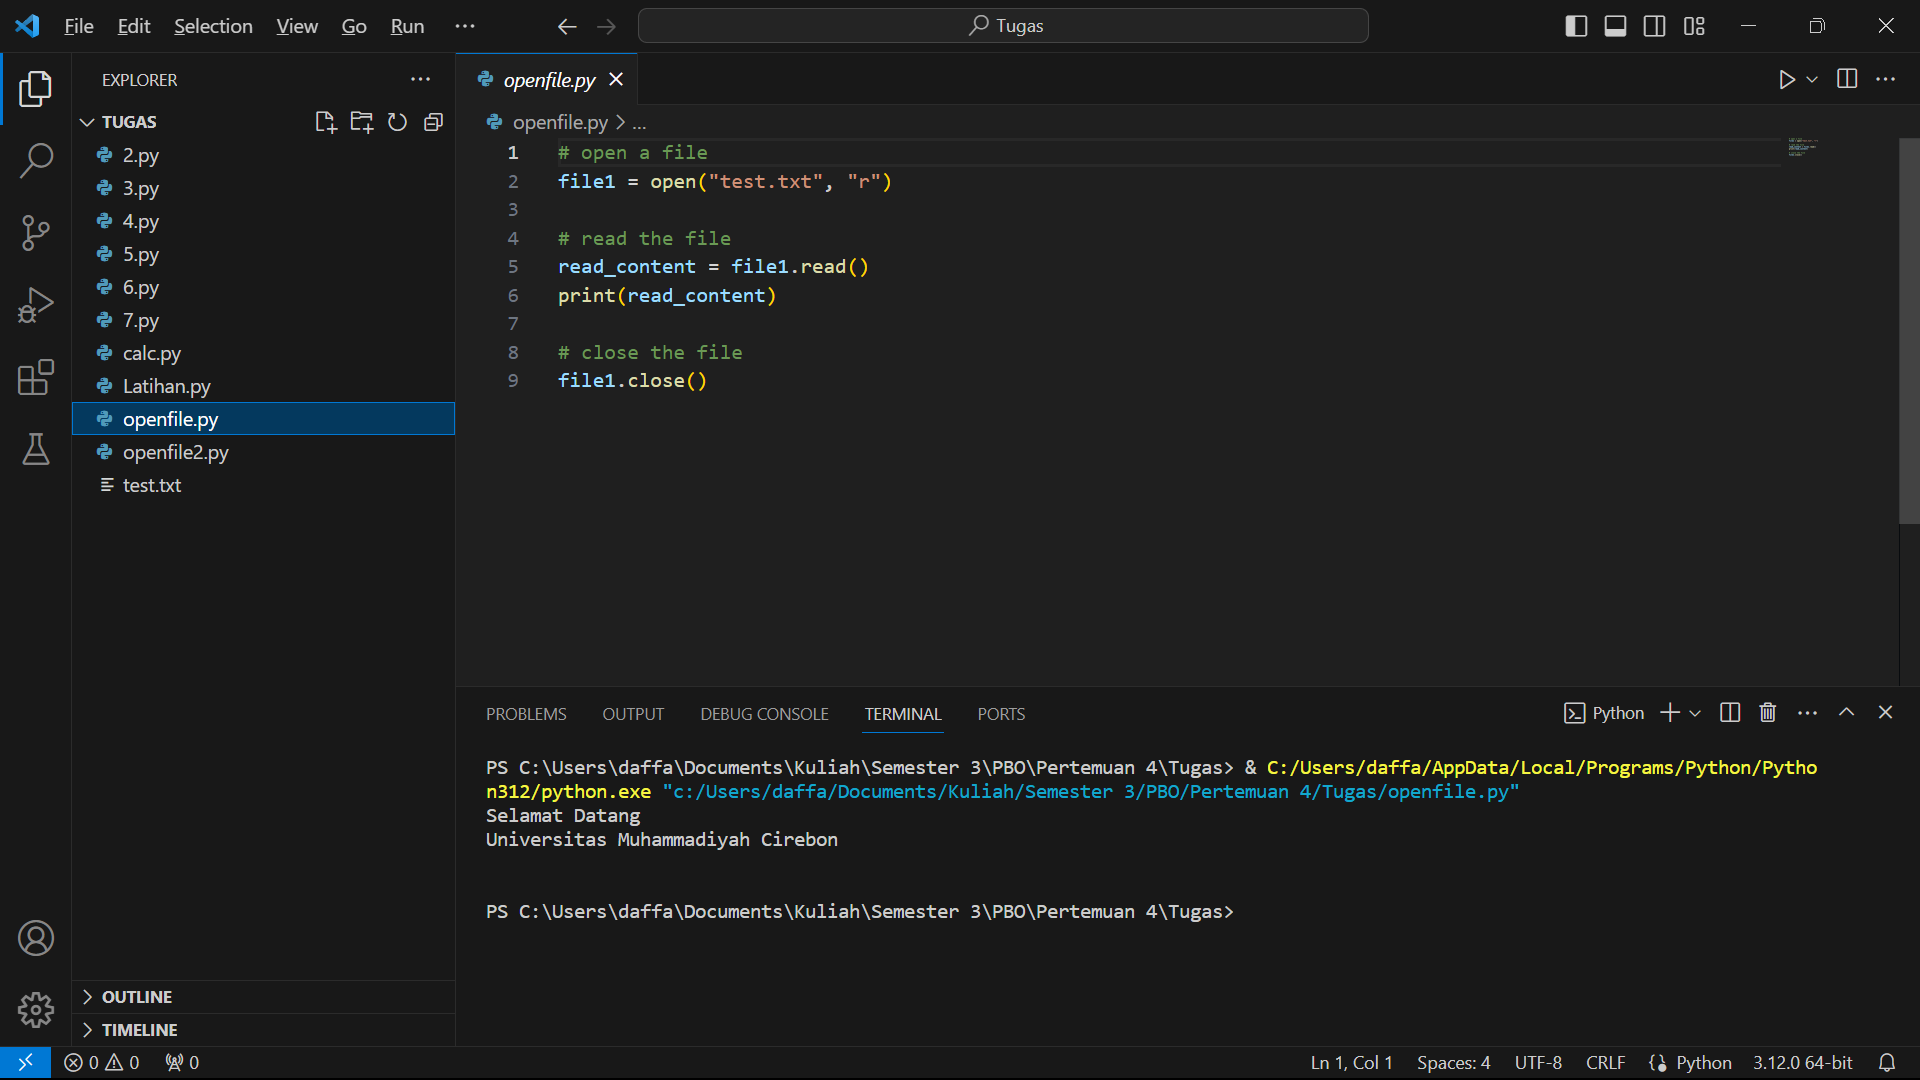 File Edit Selection View Go Run ... Tugas
EXPLORER ...
openfile.py
TUGAS
2.py
3.py
4.py
5.py
6.py
7.py
calc.py
Latihan.py
openfile.py
openfile2.py
test.txt
OUTLINE
TIMELINE
openfile.py > ...
1 # open a file
2 file1 = open("test.txt", "r")
3
4 # read the file
5 read_content = file1.read()
6 print(read_content)
7
8 # close the file
9 file1.close()
PROBLEMS OUTPUT DEBUG CONSOLE TERMINAL PORTS Python
PS C:\Users\daffa\Documents\Kuliah\Semester 3\PBO\Pertemuan 4\Tugas> & C:/Users/daffa/AppData/Local/Programs/Python/Pytho
n312/python.exe "c:/Users/daffa/Documents/Kuliah/Semester 3/PBO/Pertemuan 4/Tugas/openfile.py"
Selamat Datang
Universitas Muhammadiyah Cirebon
PS C:\Users\daffa\Documents\Kuliah\Semester 3\PBO\Pertemuan 4\Tugas>
0 0 0 Ln 1, Col 1 Spaces: 4 UTF-8 CRLF Python 3.12.0 64-bit